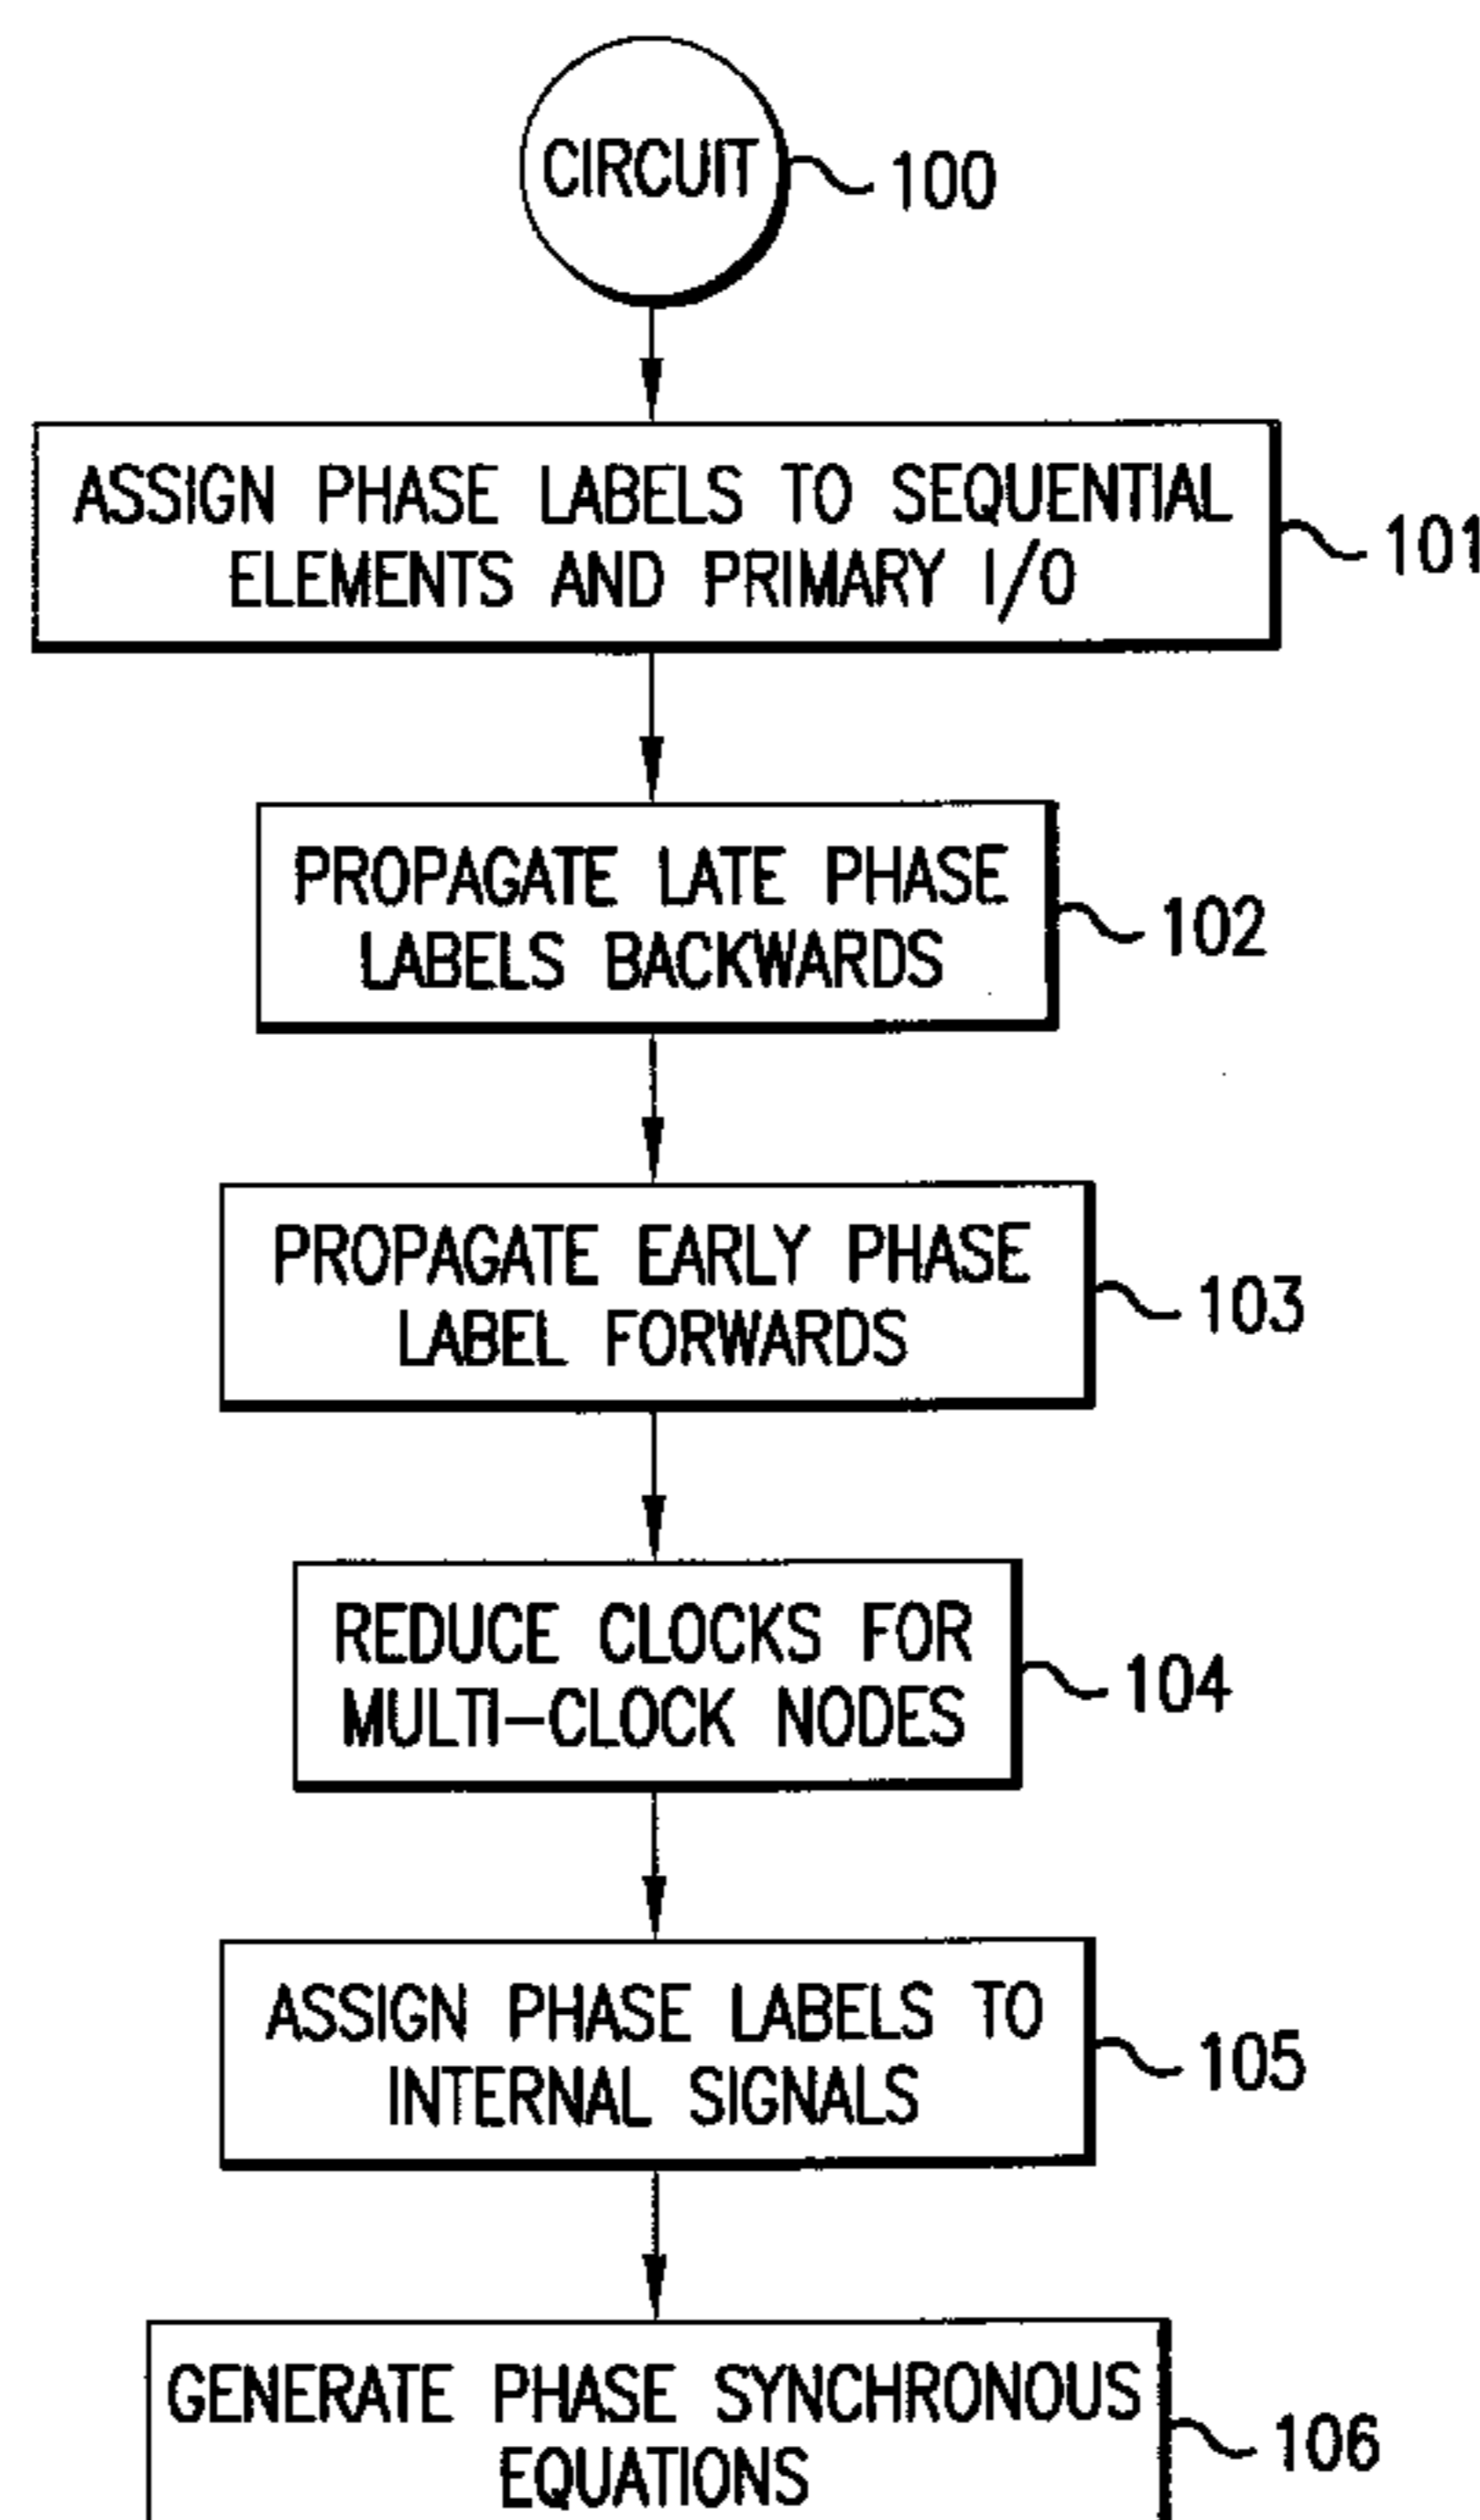 CIRCUIT
100
ASSIGN PHASE LABELS TO SEQUENTIAL
ELEMENTS AND PRIMARY I/O
101
PROPAGATE LATE PHASE
LABELS BACKWARDS
102
PROPAGATE EARLY PHASE
LABEL FORWARDS
103
REDUCE CLOCKS FOR
MULTI-CLOCK NODES
104
ASSIGN PHASE LABELS TO
INTERNAL SIGNALS
105
GENERATE PHASE SYNCHRONOUS
EQUATIONS
106